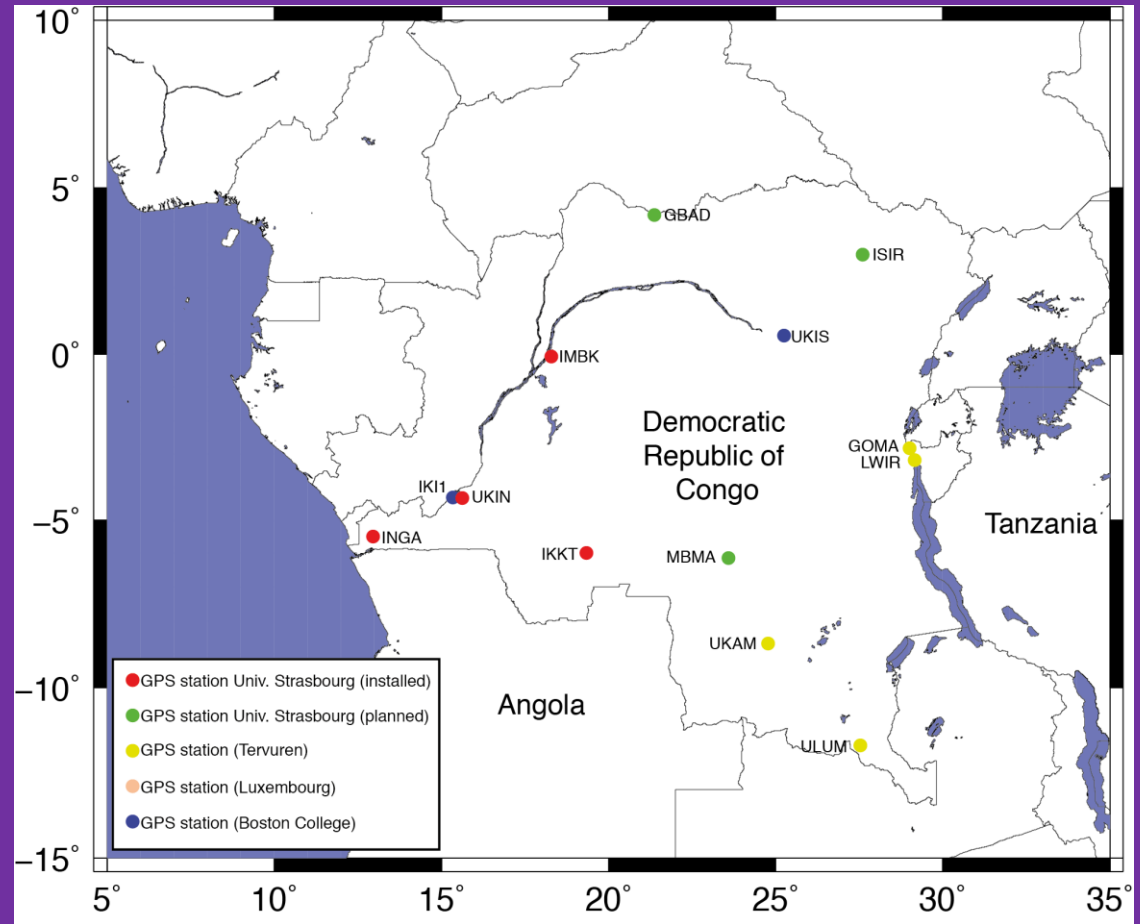 10°
5°
0°
−5°
−10°
−15°
5°
10°
15°
20°
25°
30°
35°
GBAD
ISIR
UKIS
IMBK
Democratic
Republic of
Congo
GOMA
LWIR
IKI1
UKIN
Tanzania
INGA
IKKT
MBMA
UKAM
Angola
ULUM
GPS station Univ. Strasbourg (installed)
GPS station Univ. Strasbourg (planned)
GPS station (Tervuren)
GPS station (Luxembourg)
GPS station (Boston College)